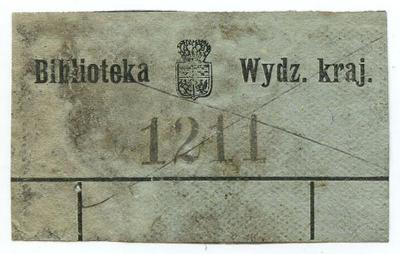 Biblioteka Wydz. kraj.
1211